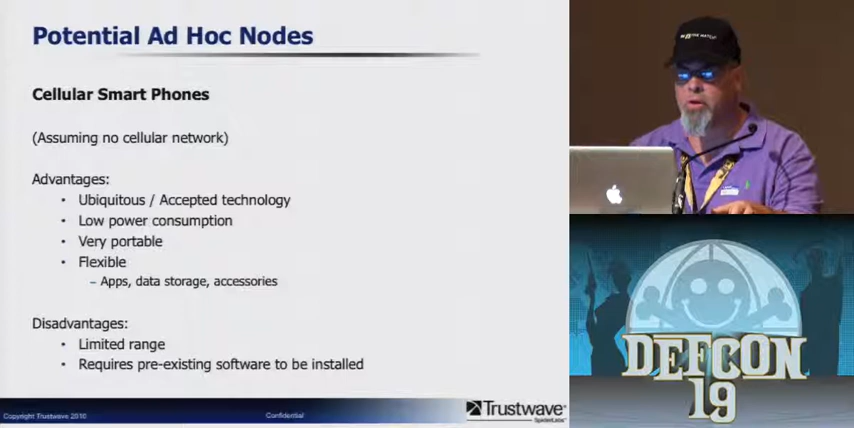 Potential Ad Hoc Nodes
Cellular Smart Phones
(Assuming no cellular network)
Advantages:
• Ubiquitous / Accepted technology
• Low power consumption
• Very portable
• Flexible
– Apps, data storage, accessories
Disadvantages:
• Limited range
• Requires pre-existing software to be installed
Copyright Trustwave 2010
Confidential
Trustwave®
SpiderLabs®
DEFCON
19